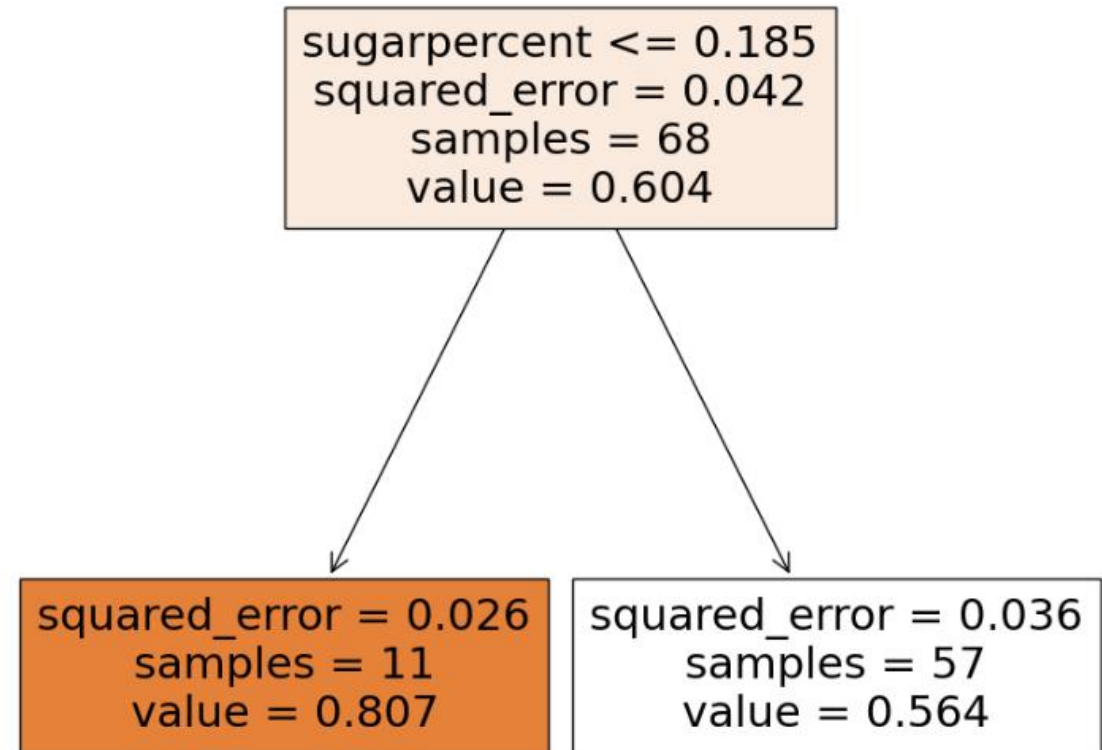 sugarpercent <= 0.185
squared_error = 0.042
samples = 68
value = 0.604
squared_error = 0.026
samples = 11
value = 0.807
squared_error = 0.036
samples = 57
value = 0.564